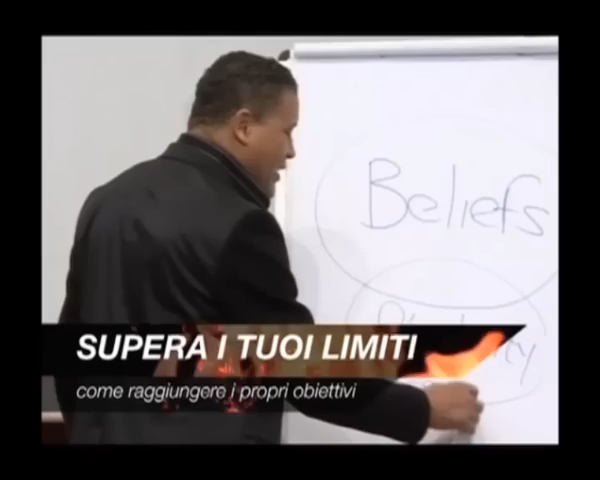 Beliefs
SUPERA I TUOI LIMITI
come raggiungere i propri obiettivi